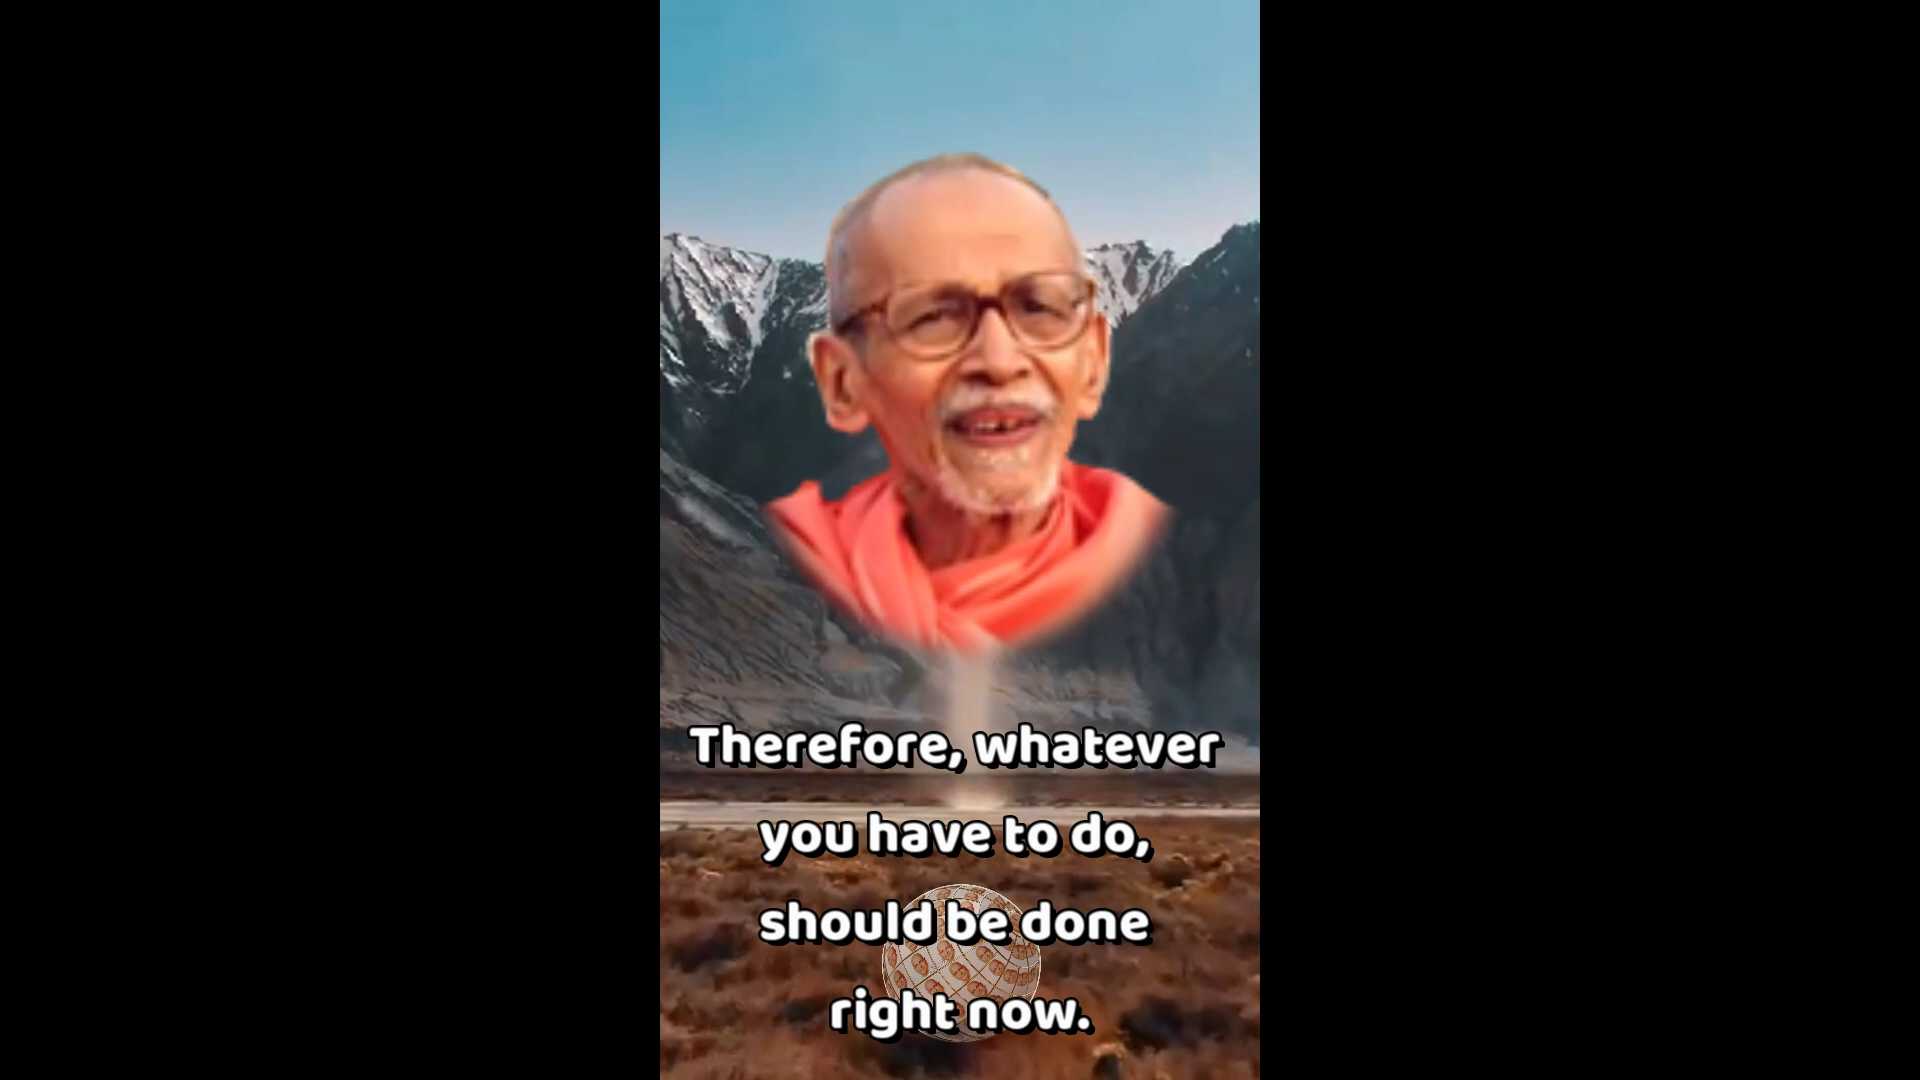 Therefore, whatever
you have to do,
should be done
right now.